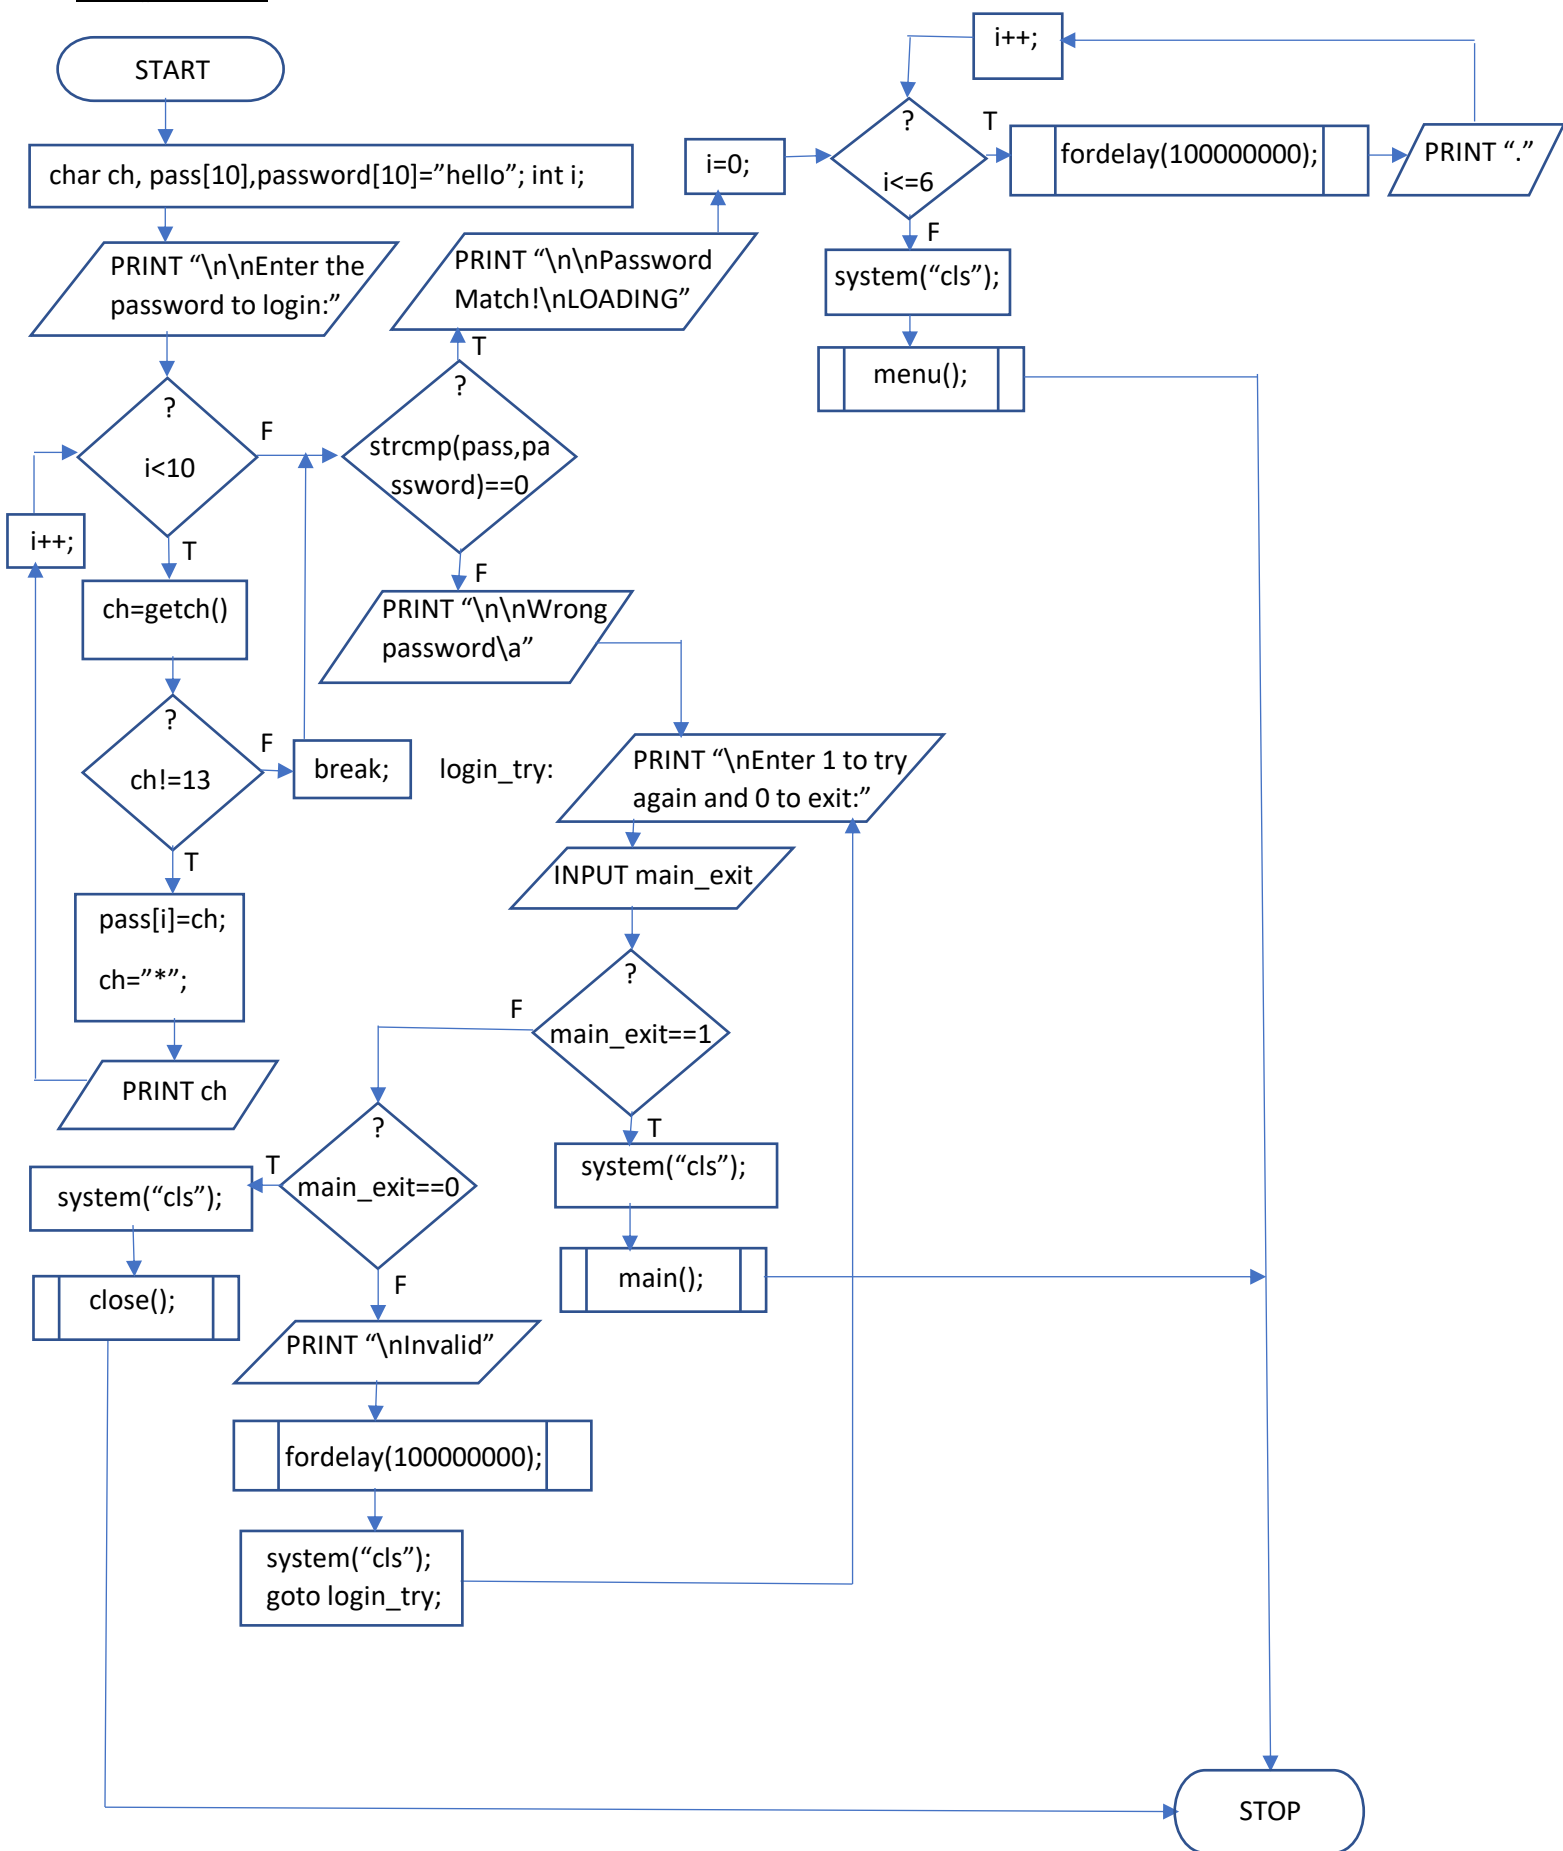 START
char ch, pass[10],password[10]=”hello”; int i;
PRINT “\n\nEnter the
password to login:”
?
i<10
F
T
i++;
ch=getch()
?
ch!=13
F
break;
T
pass[i]=ch;
ch=”*”;
PRINT ch
?
strcmp(pass,pa
ssword)==0
T
PRINT “\n\nPassword
Match!\nLOADING”
i=0;
?
i<=6
T
fordelay(100000000);
PRINT “.”
i++;
F
system(“cls”);
menu();
F
PRINT “\n\nWrong
password\a”
login_try:
PRINT “\nEnter 1 to try
again and 0 to exit:”
INPUT main_exit
?
main_exit==1
F
T
system(“cls”);
main();
?
main_exit==0
T
system(“cls”);
close();
F
PRINT “\nInvalid”
fordelay(100000000);
system(“cls”);
goto login_try;
STOP